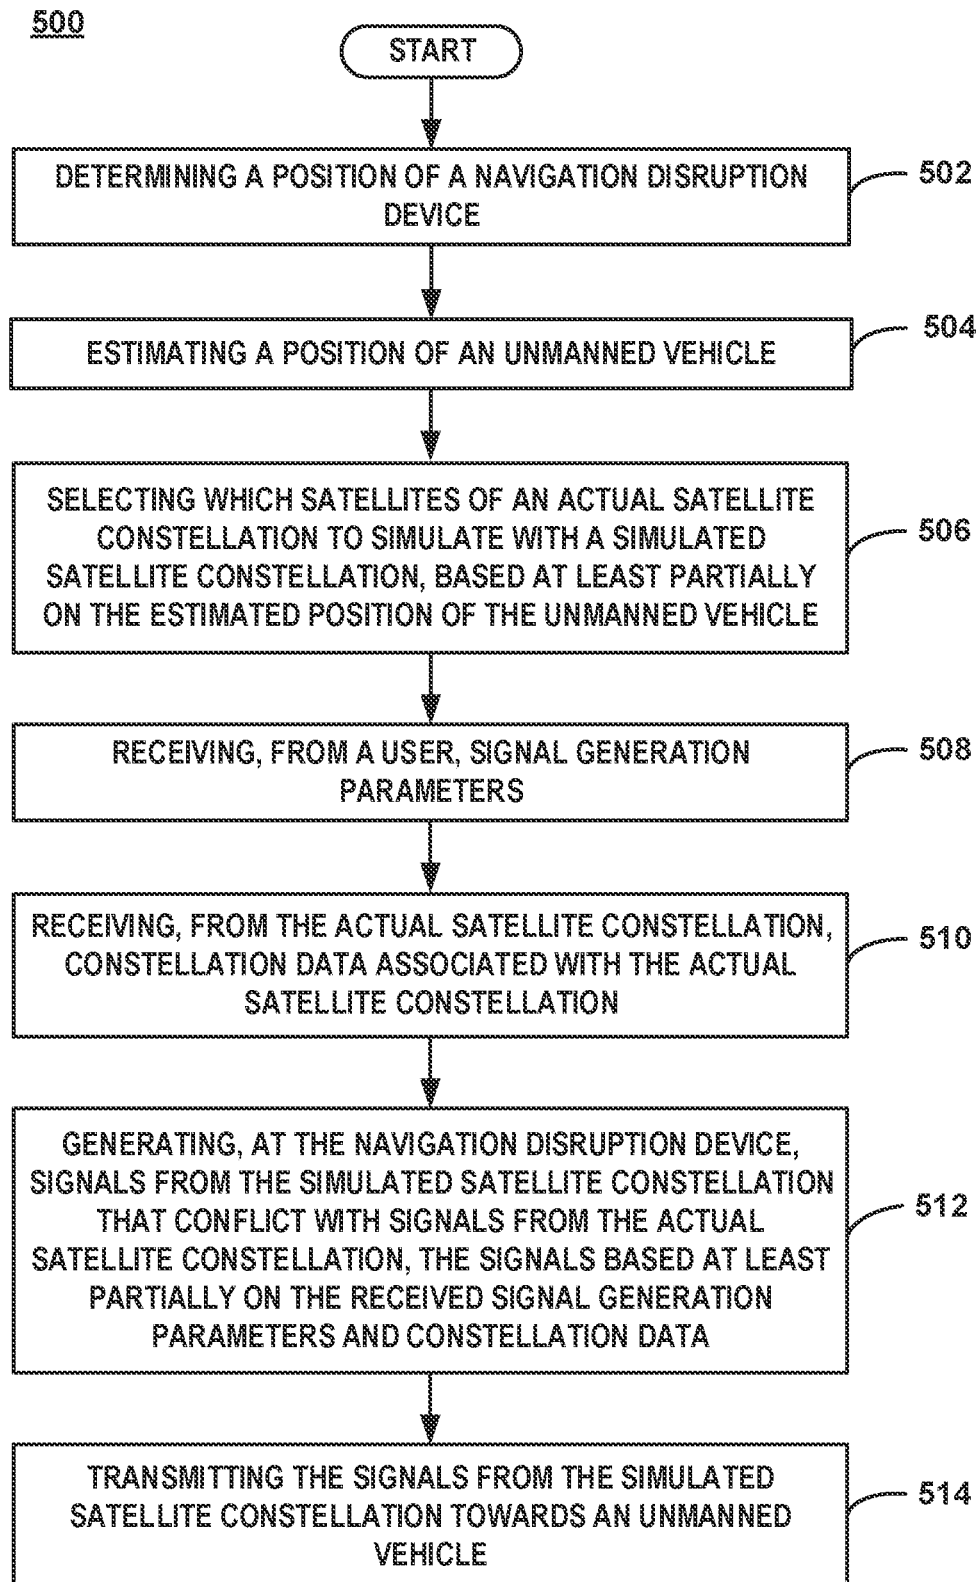 500
START
DETERMINING A POSITION OF A NAVIGATION DISRUPTION
DEVICE
502
ESTIMATING A POSITION OF AN UNMANNED VEHICLE
504
SELECTING WHICH SATELLITES OF AN ACTUAL SATELLITE
CONSTELLATION TO SIMULATE WITH A SIMULATED
SATELLITE CONSTELLATION, BASED AT LEAST PARTIALLY
ON THE ESTIMATED POSITION OF THE UNMANNED VEHICLE
506
RECEIVING, FROM A USER, SIGNAL GENERATION
PARAMETERS
508
RECEIVING, FROM THE ACTUAL SATELLITE CONSTELLATION,
CONSTELLATION DATA ASSOCIATED WITH THE ACTUAL
SATELLITE CONSTELLATION
510
GENERATING, AT THE NAVIGATION DISRUPTION DEVICE,
SIGNALS FROM THE SIMULATED SATELLITE CONSTELLATION
THAT CONFLICT WITH SIGNALS FROM THE ACTUAL
SATELLITE CONSTELLATION, THE SIGNALS BASED AT LEAST
PARTIALLY ON THE RECEIVED SIGNAL GENERATION
PARAMETERS AND CONSTELLATION DATA
512
TRANSMITTING THE SIGNALS FROM THE SIMULATED
SATELLITE CONSTELLATION TOWARDS AN UNMANNED
VEHICLE
514